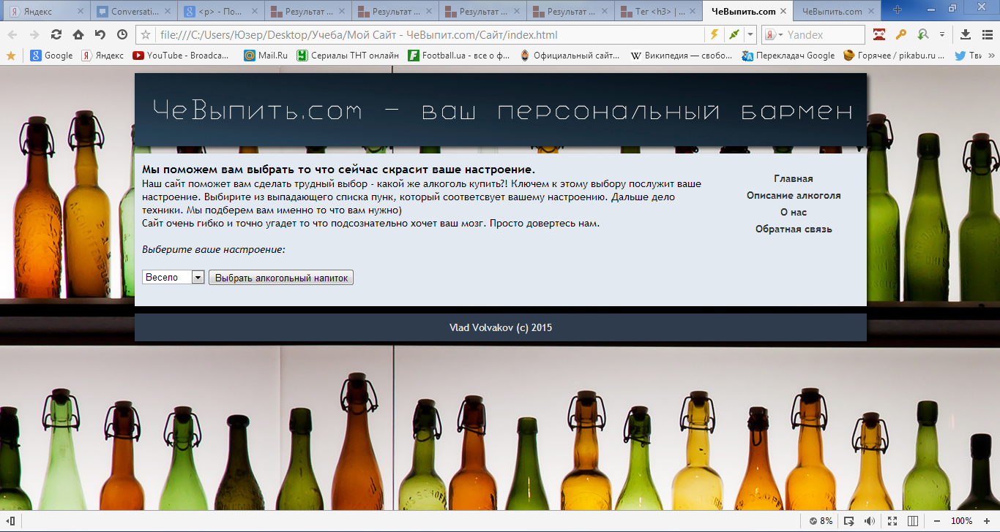 Яндекс
Conversati...
<p> - По...
Результат ...
Результат ...
Результат ...
Результат ...
Тег <h3> | ...
ЧеВыпить.com
ЧеВыпить.com
file:///C:/Users/Юзер/Desktop/Учеба/Мой Сайт - ЧеВыпит.com/Сайт/index.html
Yandex
Google
Яндекс
YouTube - Broadca...
Mail.Ru
Сериалы ТНТ онлайн
Football.ua - все о ф...
Официальный сайт...
Википедия — свобо...
Перекладач Google
Горячее / pikabu.ru ...
Тви
ЧеВыпить.com - ваш персональный бармен
Мы поможем вам выбрать то что сейчас скрасит ваше настроение.
Наш сайт поможет вам сделать трудный выбор - какой же алкоголь купить?! Ключем к этому выбору послужит ваше
настроение. Выбирите из выпадающего списка пунк, который соответсвует вашему настроению. Дальше дело
техники. Мы подберем вам именно то что вам нужно)
Сайт очень гибко и точно угадет то что подсознательно хочет ваш мозг. Просто довертесь нам.
Выберите ваше настроение:
Весело
Выбрать алкогольный напиток
Главная
Описание алкоголя
О нас
Обратная связь
Vlad Volvakov (c) 2015
8%
100%